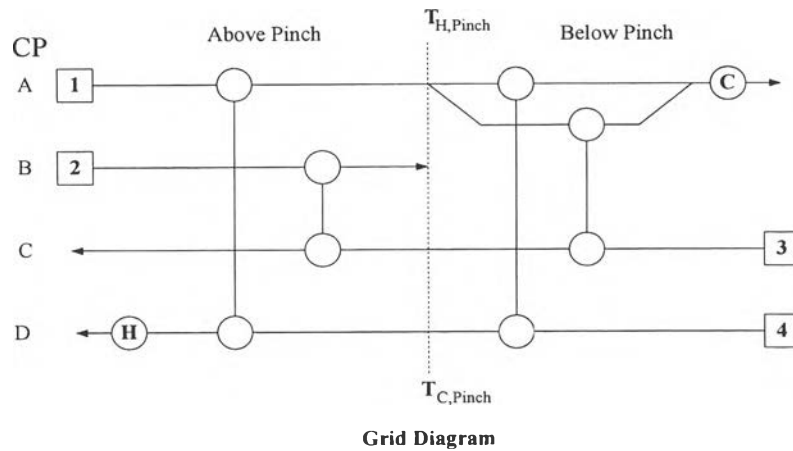 T_H,Pinch
Above Pinch Below Pinch
CP
A 1 C
B 2
C 3
D H 4
T_C,Pinch
Grid Diagram